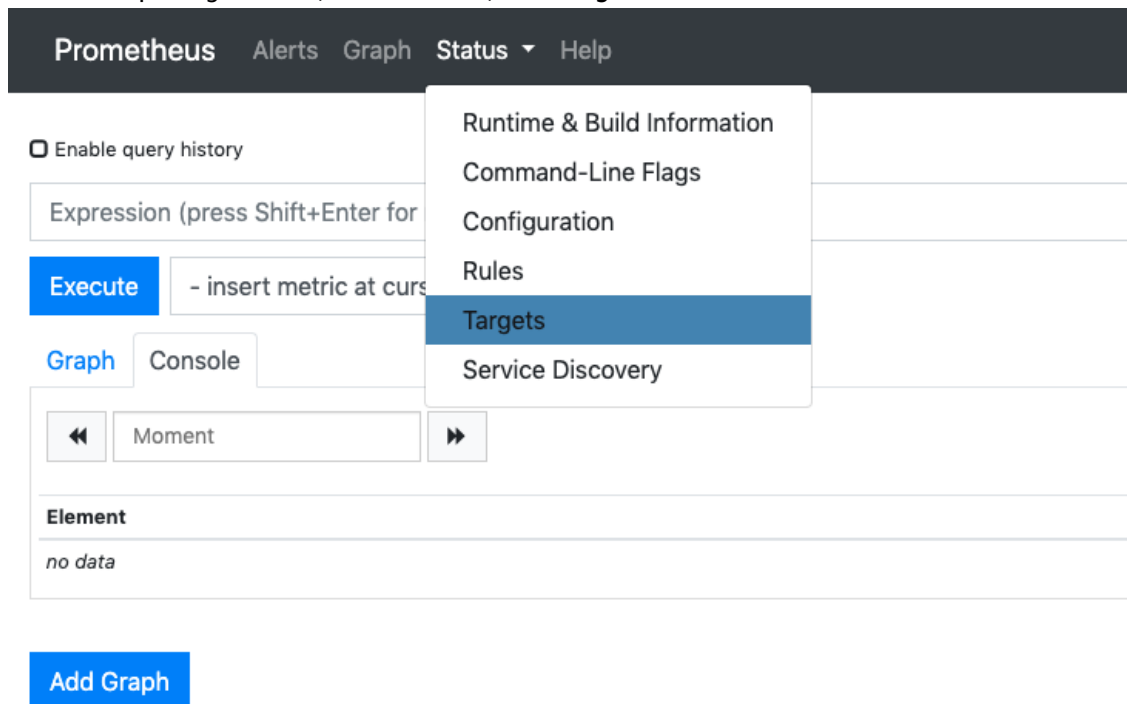 Prometheus Alerts Graph Status Help
Runtime & Build Information
Enable query history
Command-Line Flags
Expression (press Shift+Enter for
Configuration
Rules
Execute
- insert metric at curs
Targets
Graph Console
Service Discovery
Moment
Element
no data
Add Graph